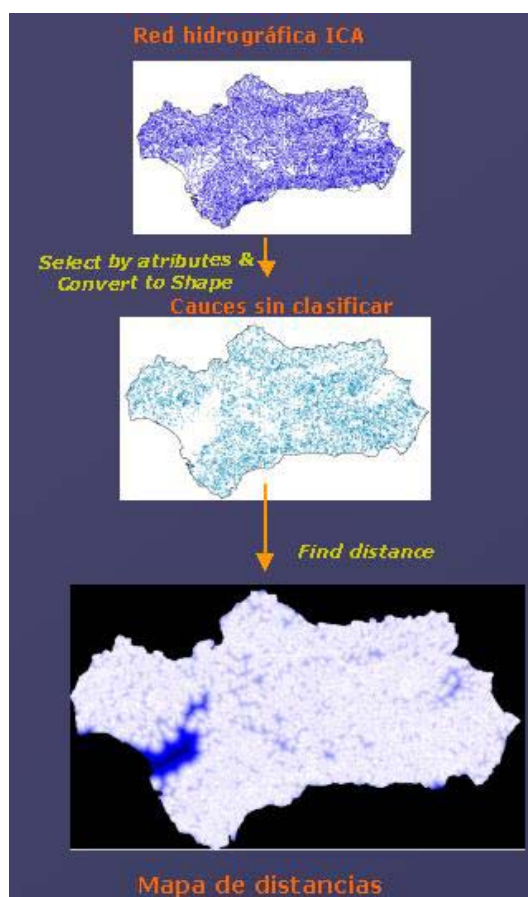 Red hidrográfica ICA
Select by atributes &
Convert to Shape
Cauces sin clasificar
Find distance
Mapa de distancias